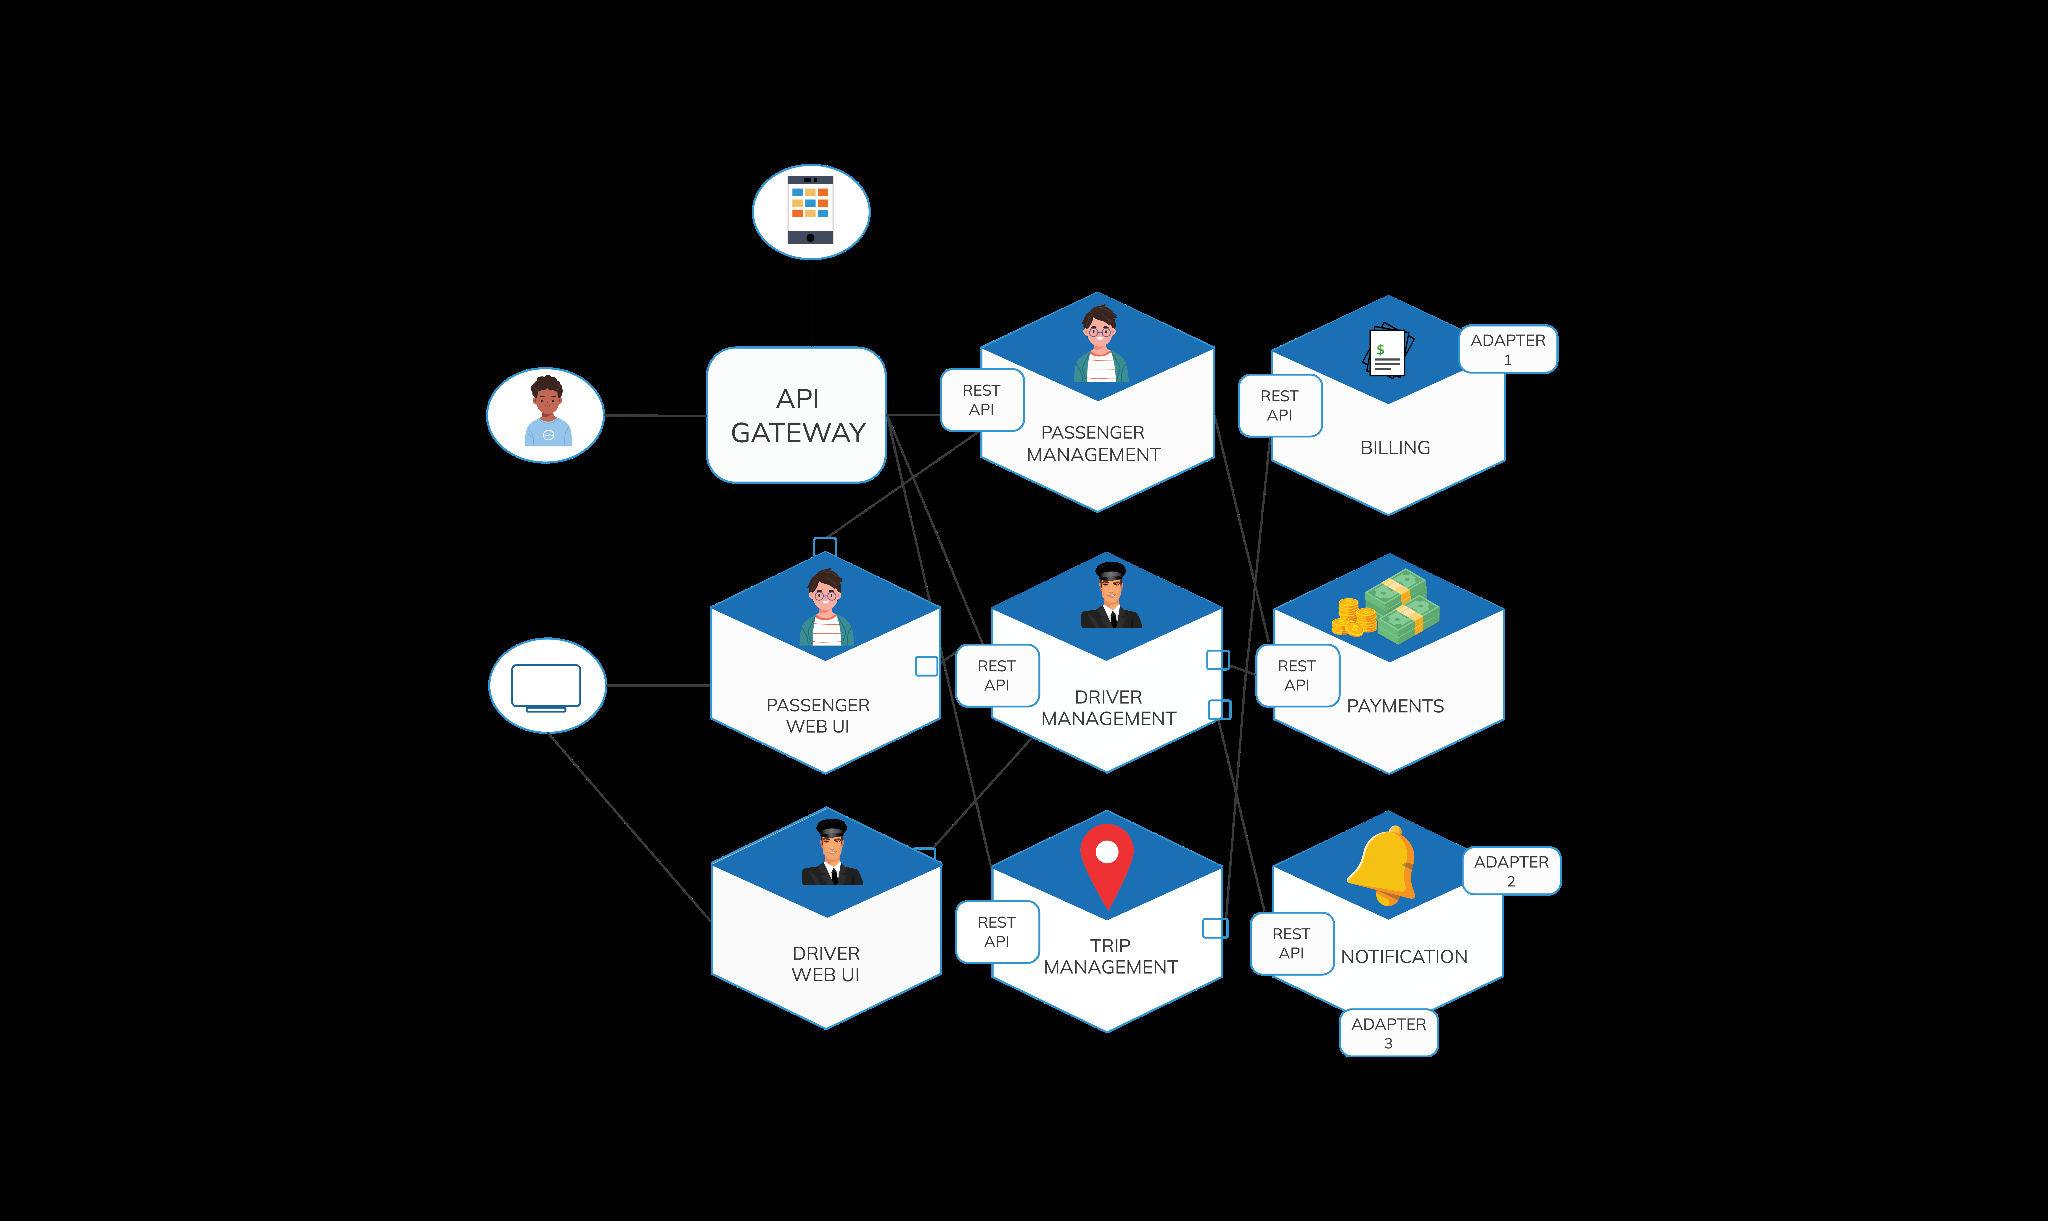 API
GATEWAY
REST
API
PASSENGER
MANAGEMENT
REST
API
BILLING
ADAPTER
1
PASSENGER
WEB UI
REST
API
DRIVER
MANAGEMENT
REST
API
PAYMENTS
DRIVER
WEB UI
REST
API
TRIP
MANAGEMENT
REST
API
NOTIFICATION
ADAPTER
2
ADAPTER
3
$